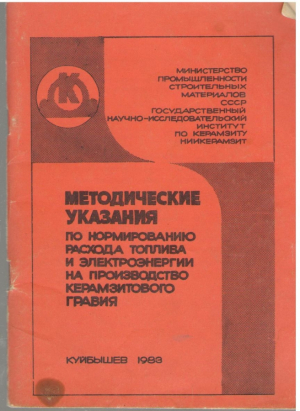 МИНИСТЕРСТВО
ПРОМЫШЛЕННОСТИ
СТРОИТЕЛЬНЫХ
МАТЕРИАЛОВ
СССР
ГОСУДАРСТВЕННЫЙ
НАУЧНО-ИССЛЕДОВАТЕЛЬСКИЙ
ИНСТИТУТ
ПО КЕРАМЗИТУ
НИИКЕРАМЗИТ
МЕТОДИЧЕСКИЕ
УКАЗАНИЯ
ПО НОРМИРОВАНИЮ
РАСХОДА ТОПЛИВА
И ЭЛЕКТРОЭНЕРГИИ
НА ПРОИЗВОДСТВО
КЕРАМЗИТОВОГО
ГРАВИЯ
КУЙБЫШЕВ 1983